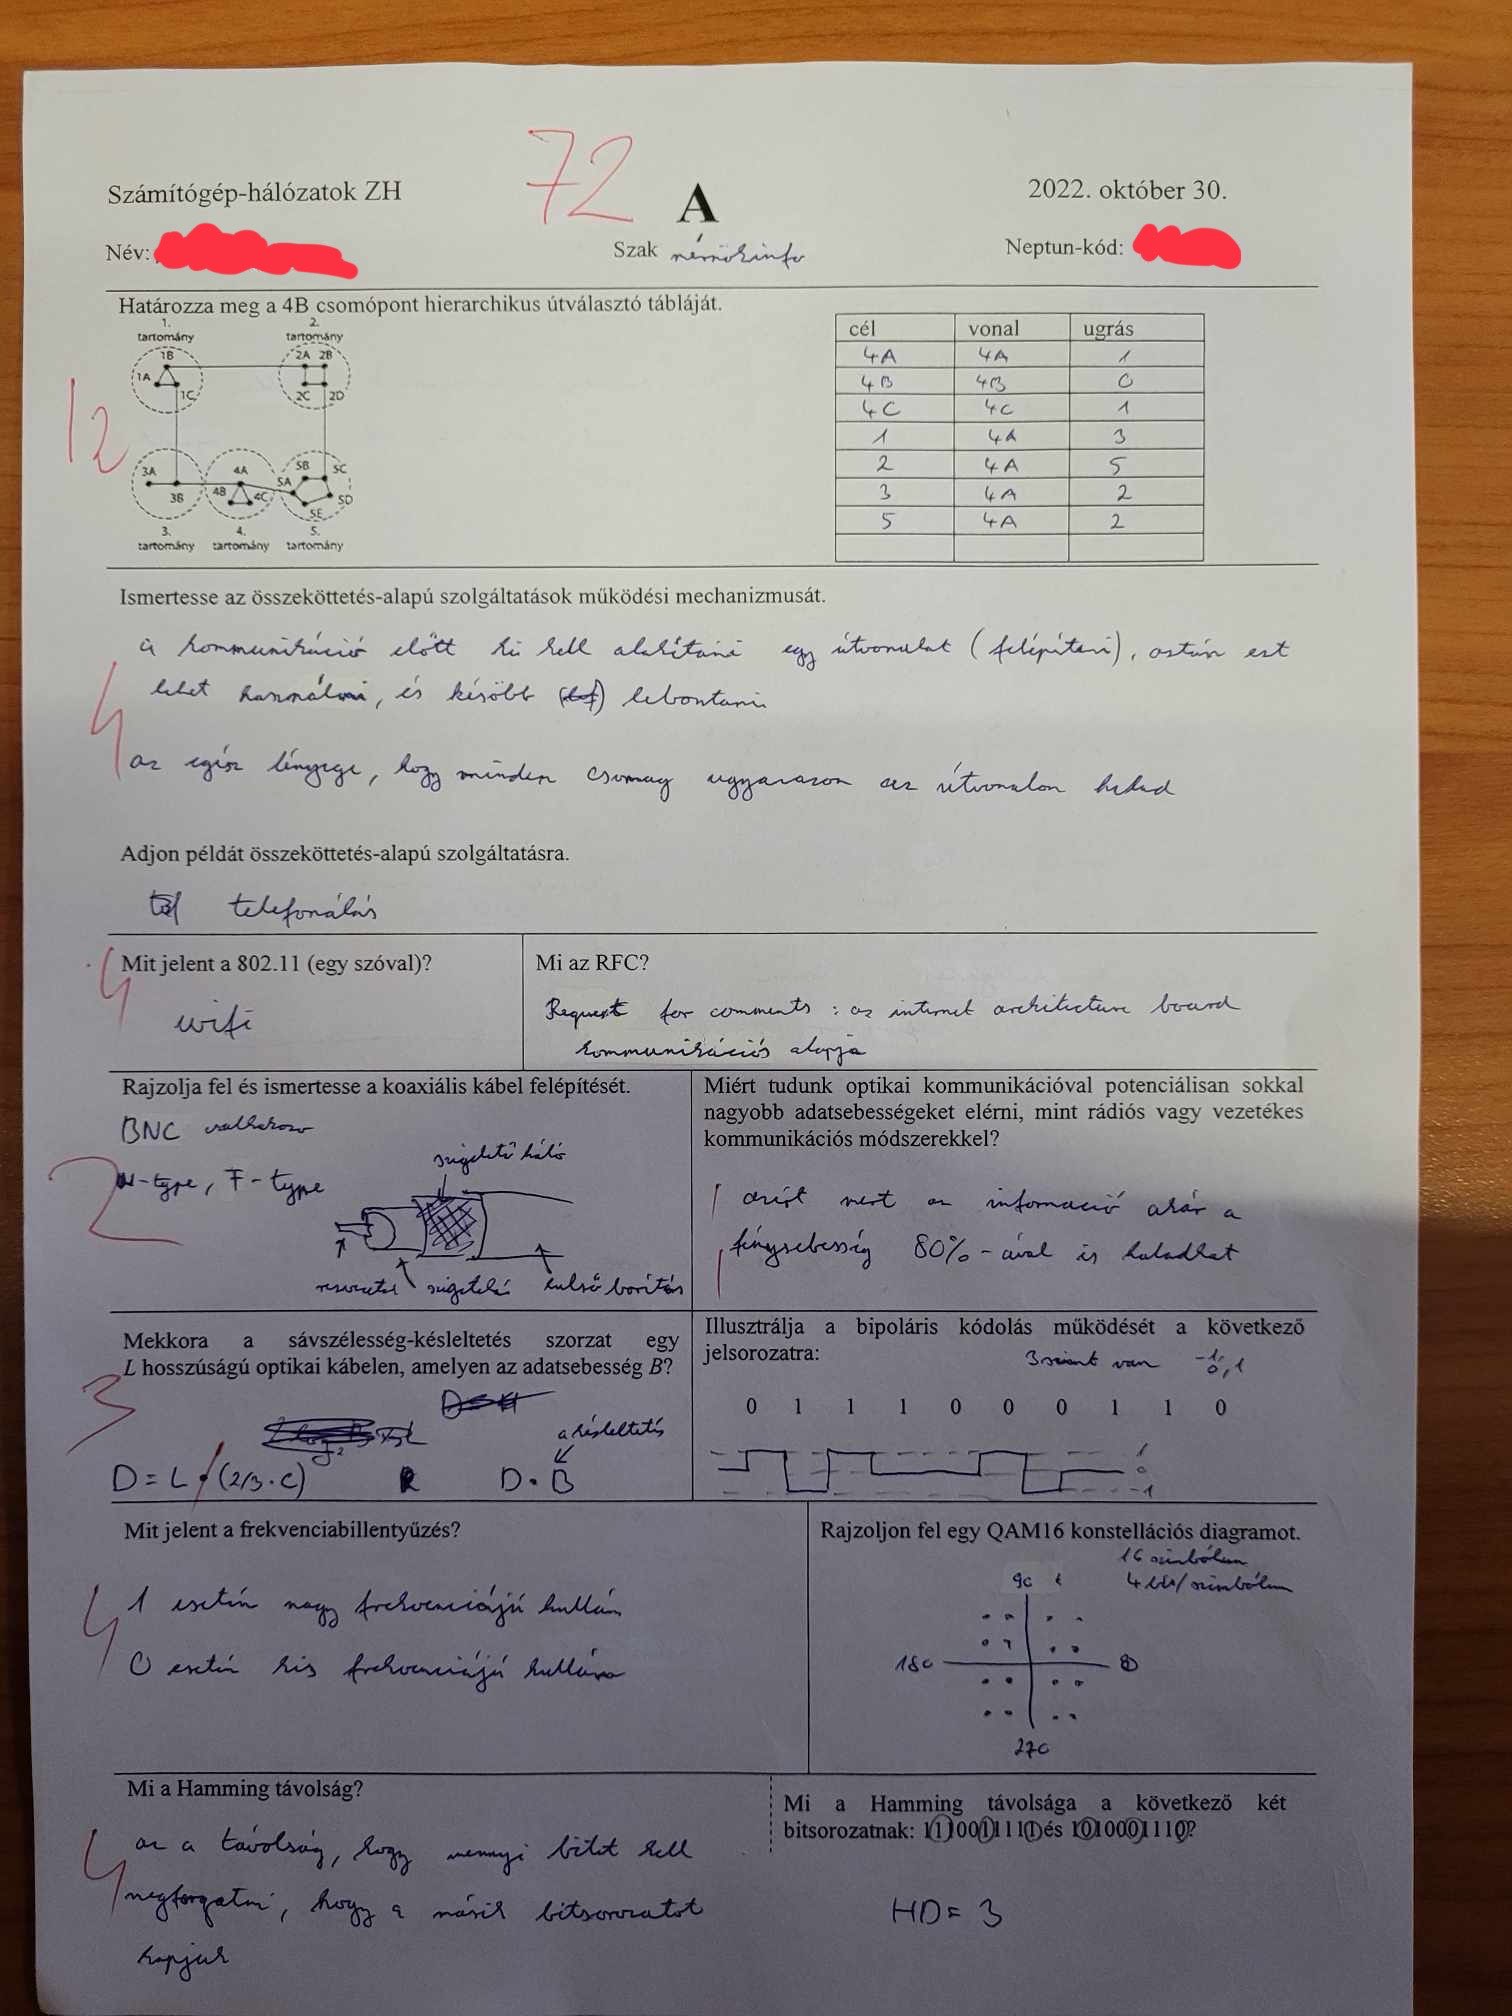 72
Számítógép-hálózatok ZH
A
2022. október 30.
Név:
Szak mérnökinfo
Neptun-kód:
Határozza meg a 4B csomópont hierarchikus útválasztó tábláját.
12
1. tartomány
2. tartomány
1B
1A
1C
2A 2B
2C 2D
3A
3B
4A
4B
4C
5A
5B
5C
5D
5E
3. tartomány
4. tartomány
5. tartomány
cél vonal ugrás
4A 4A 1
4B 4B 0
4C 4C 1
1 4A 3
2 4A 5
3 4A 2
5 4A 2
Ismertesse az összeköttetés-alapú szolgáltatások működési mechanizmusát.
a kommunikáció előtt ki kell alakítani egy útvonalat (felépíteni), aztán ezt
lehet használni, és később lebontani
4
az egész lényege, hogy minden csomag ugyanazon az útvonalon halad
Adjon példát összeköttetés-alapú szolgáltatásra.
telefonálás
4
Mit jelent a 802.11 (egy szóval)?
wifi
Mi az RFC?
Request for comments : az internet architecture board
kommunikációs alapja
Rajzolja fel és ismertesse a koaxiális kábel felépítését.
BNC csatlakozó
N-type, F-type
2
szigetelő háló
vezeték szigetelés külső borítás
Miért tudunk optikai kommunikációval potenciálisan sokkal
nagyobb adatsebességeket elérni, mint rádiós vagy vezetékes
kommunikációs módszerekkel?
azért mert az információ akár a
fénysebesség 80%-ával is haladhat
Mekkora a sávszélesség-késleltetés szorzat egy
L hosszúságú optikai kábelen, amelyen az adatsebesség B?
3
a késleltetés
D = L / (2/3 · C)
D · B
Illusztrálja a bipoláris kódolás működését a következő
jelsorozatra:
3 szint van -1, 0, 1
0 1 1 1 0 0 0 1 1 0
1
0
-1
Mit jelent a frekvenciabillentyűzés?
4
1 esetén nagy frekvenciájú hullám
0 esetén kis frekvenciájú hullám
Rajzoljon fel egy QAM16 konstellációs diagramot.
16 szimbólum
4 bit/szimbólum
90
180
0
270
Mi a Hamming távolság?
4
az a távolság, hogy mennyi bitet kell
megforgatni, hogy a másik bitsorozatot
kapjuk
Mi a Hamming távolsága a következő két
bitsorozatnak: 1110011111 és 1010001110?
HD = 3